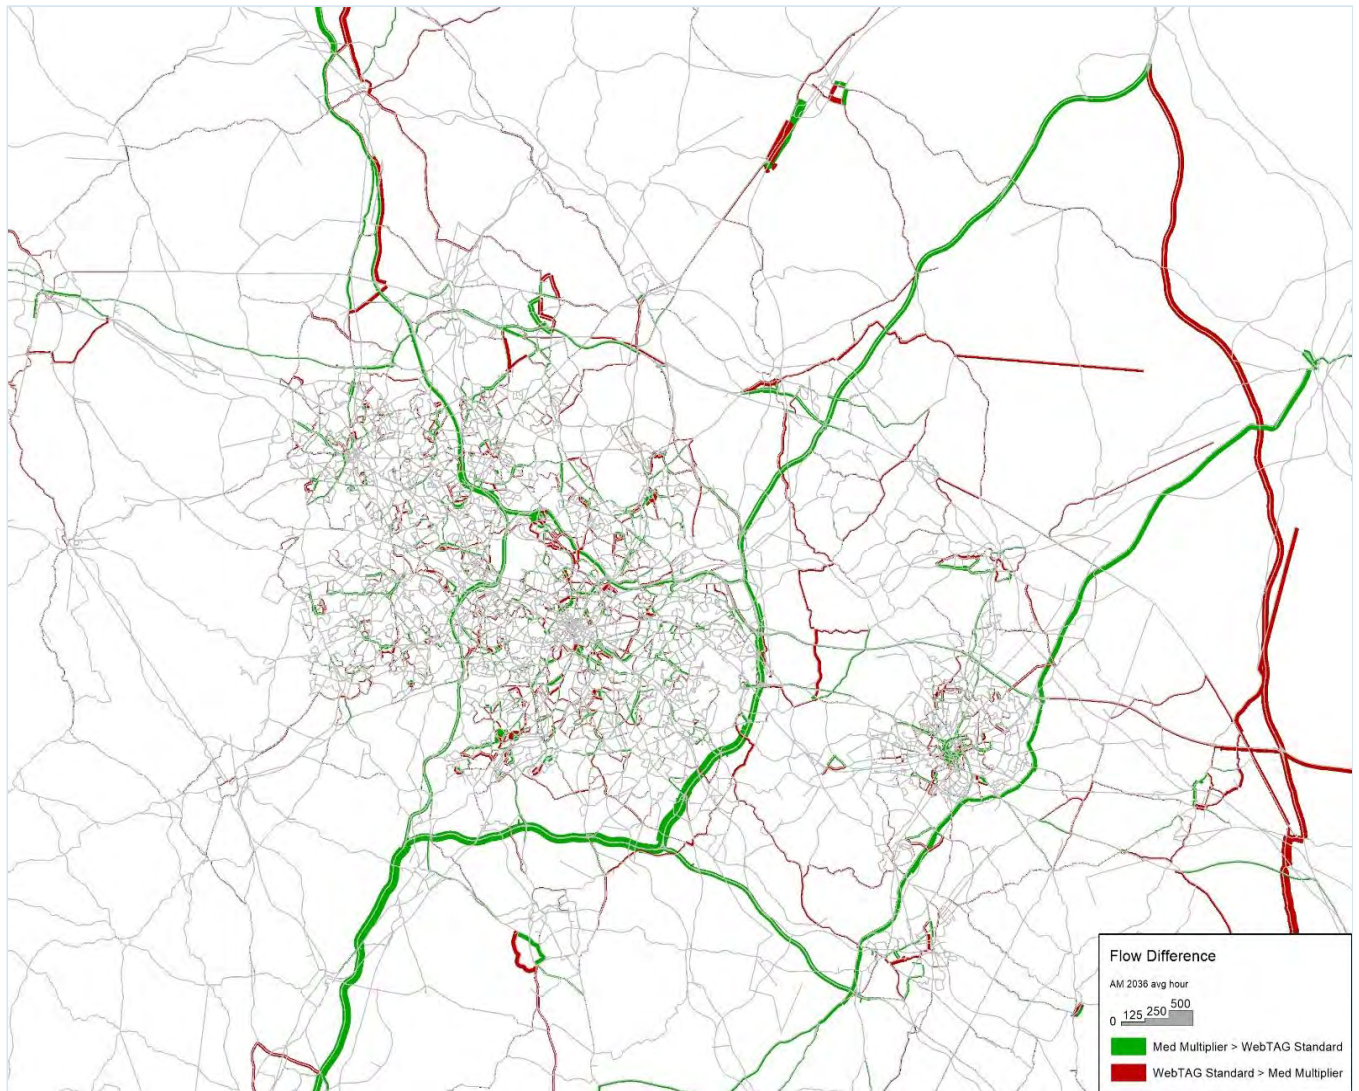 Flow Difference
AM 2036 avg hour
0 125 250 500
Med Multiplier > WebTAG Standard
WebTAG Standard > Med Multiplier